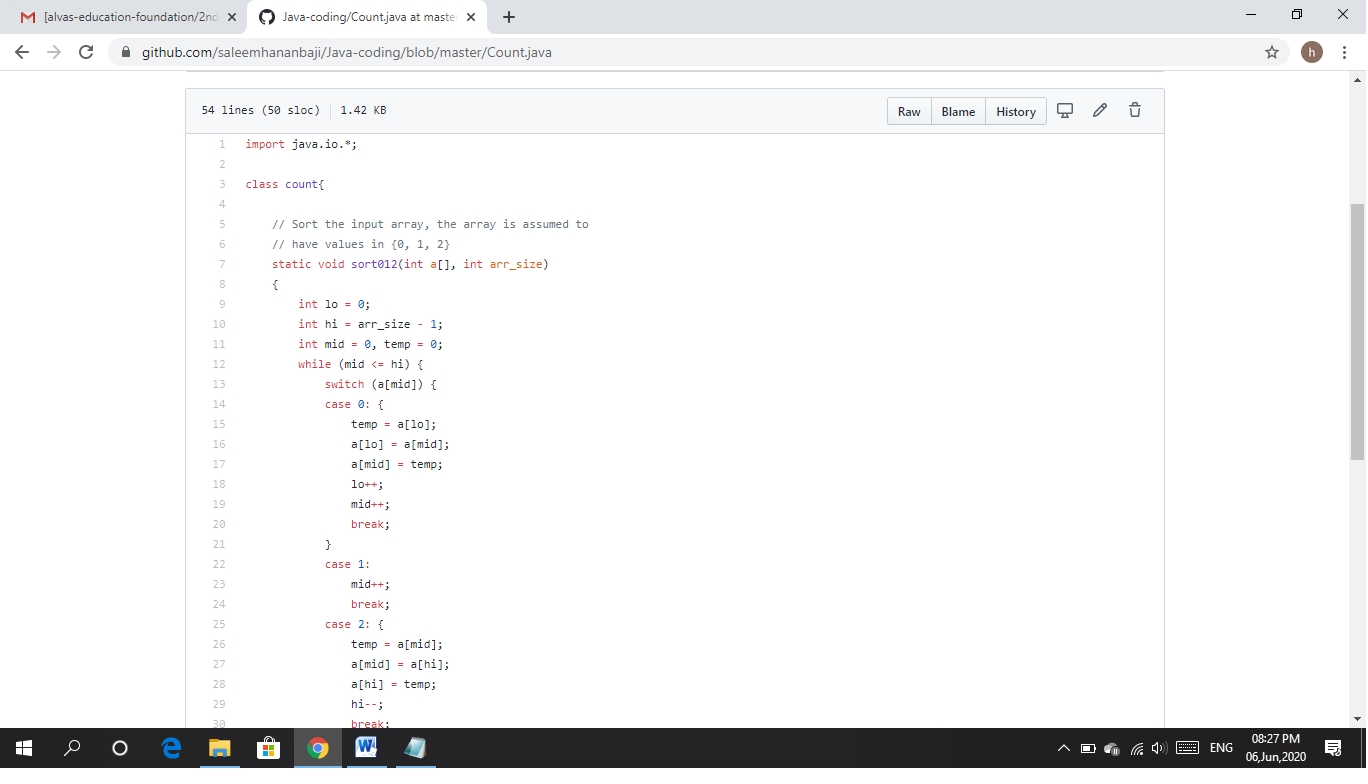 [alvas-education-foundation/2nd
Java-coding/Count.java at master
github.com/saleemhananbaji/Java-coding/blob/master/Count.java
h
54 lines (50 sloc) 1.42 KB
Raw Blame History
1 import java.io.*;
2
3 class count{
4
5 // Sort the input array, the array is assumed to
6 // have values in {0, 1, 2}
7 static void sort012(int a[], int arr_size)
8 {
9 int lo = 0;
10 int hi = arr_size - 1;
11 int mid = 0, temp = 0;
12 while (mid <= hi) {
13 switch (a[mid]) {
14 case 0: {
15 temp = a[lo];
16 a[lo] = a[mid];
17 a[mid] = temp;
18 lo++;
19 mid++;
20 break;
21 }
22 case 1:
23 mid++;
24 break;
25 case 2: {
26 temp = a[mid];
27 a[mid] = a[hi];
28 a[hi] = temp;
29 hi--;
30 break;
ENG
08:27 PM
06,Jun,2020